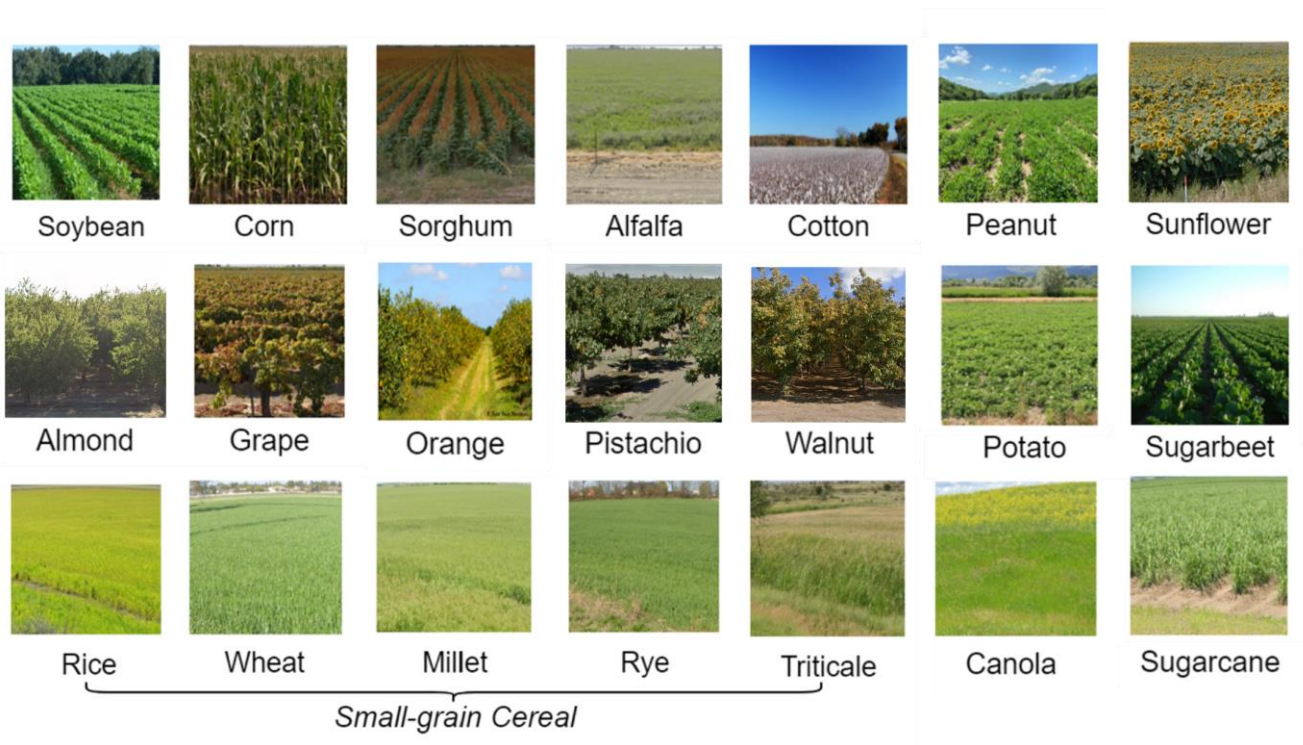 Soybean Corn Sorghum Alfalfa Cotton Peanut Sunflower
Almond Grape Orange Pistachio Walnut Potato Sugarbeet
Rice Wheat Millet Rye Triticale Canola Sugarcane
Small-grain Cereal